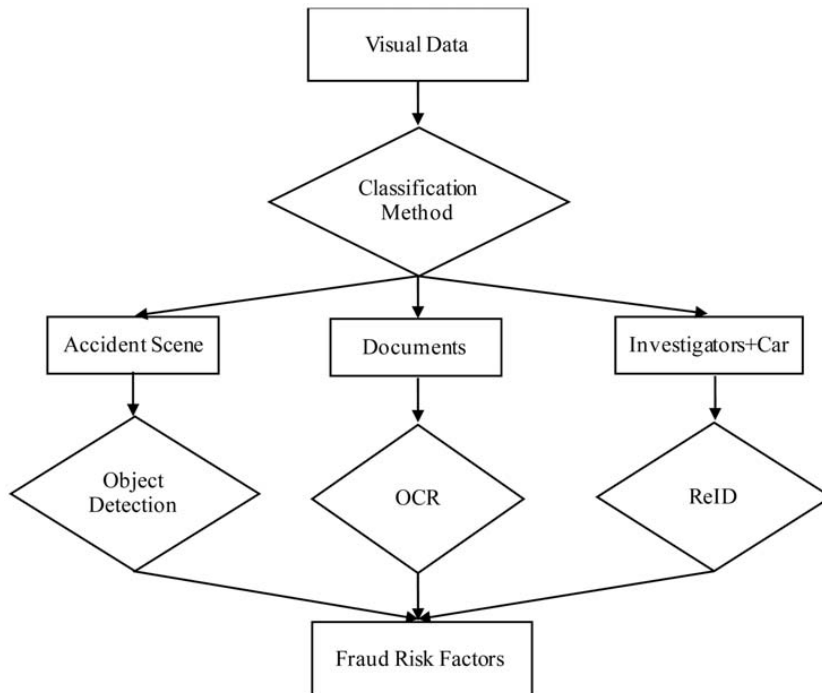 Visual Data
Classification
Method
Accident Scene
Documents
Investigators+Car
Object
Detection
OCR
ReID
Fraud Risk Factors